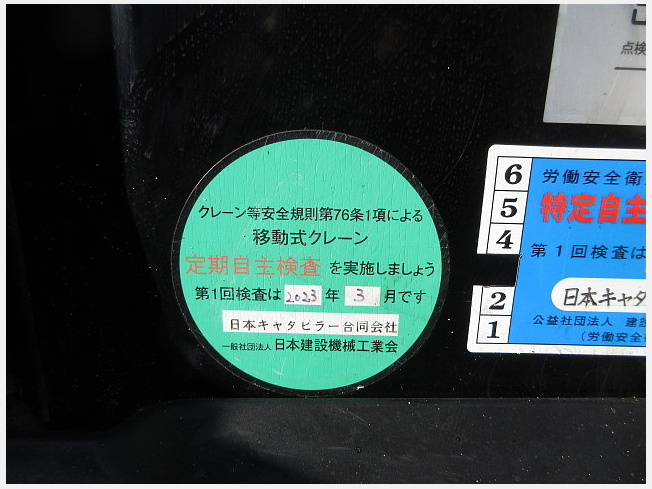 クレーン等安全規則第76条1項による
移動式クレーン
定期自主検査を実施しましょう
第1回検査は2023年3月です
日本キャタピラー合同会社
一般社団法人日本建設機械工業会
点検
6
5
4
2
1
労働安全衛
特定自主
第1回検査は
日本キャタ
公益社団法人 建設
(労働安全